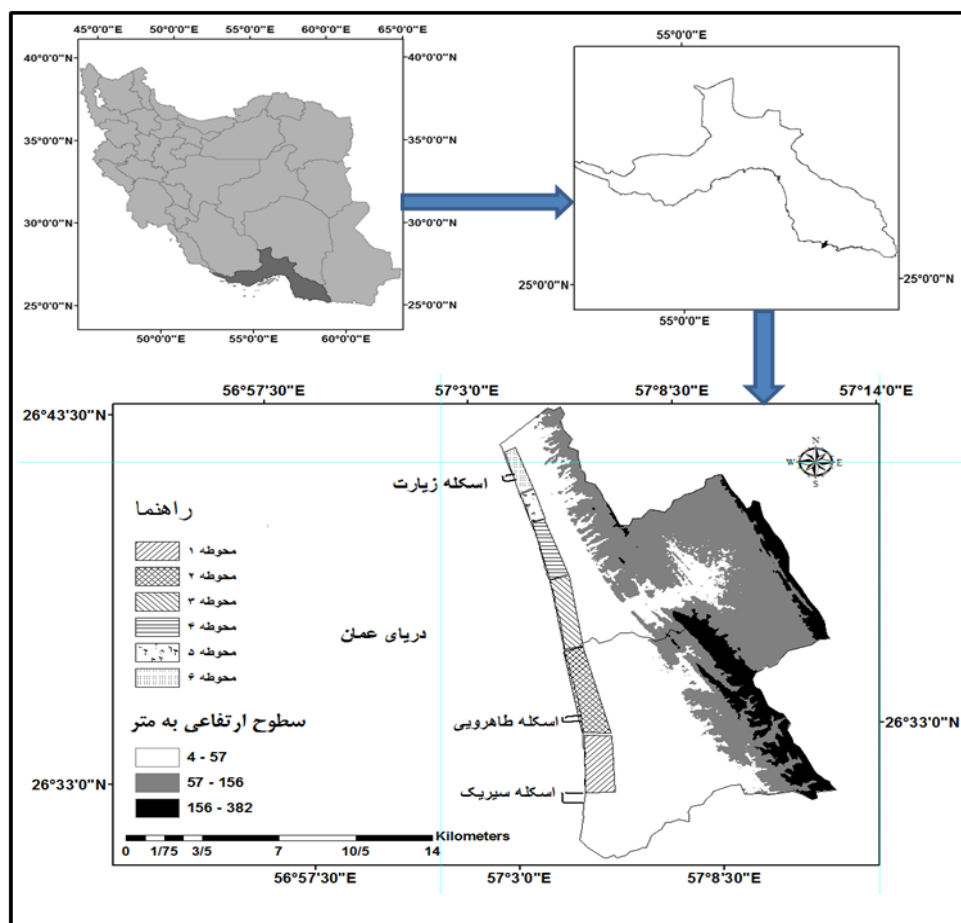 45°0'0"E 50°0'0"E 55°0'0"E 60°0'0"E 65°0'0"E
40°0'0"N
40°0'0"N
35°0'0"N
35°0'0"N
30°0'0"N
30°0'0"N
25°0'0"N
25°0'0"N
50°0'0"E 55°0'0"E 60°0'0"E
55°0'0"E
25°0'0"N
25°0'0"N
55°0'0"E
56°57'30"E 57°3'0"E 57°8'30"E 57°14'0"E
26°43'30"N
N
W E
S
اسکله زیارت
راهنما
محوطه ۱
محوطه ۲
محوطه ۳
محوطه ۴
محوطه ۵
محوطه ۶
دریای عمان
اسکله طاهرویی
26°33'0"N
سطوح ارتفاعی به متر
4 - 57
57 - 156
156 - 382
26°33'0"N
اسکله سیریک
Kilometers
0 1/75 3/5 7 10/5 14
56°57'30"E 57°3'0"E 57°8'30"E